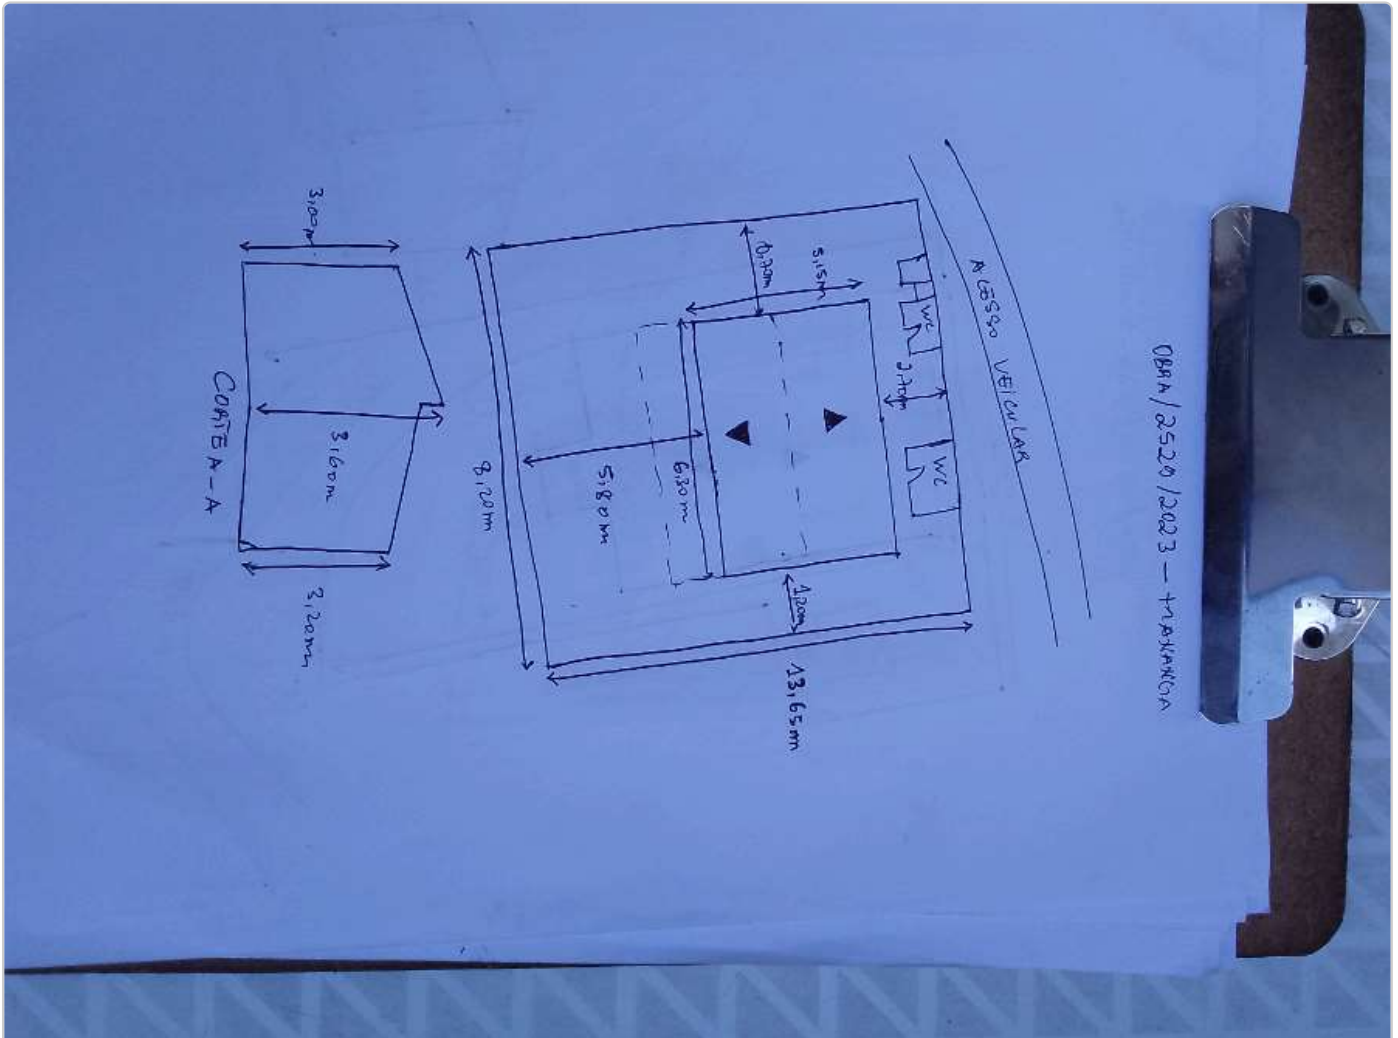 OBRA/2520/2023 - MAXANGA
ACESSO VEICULAR
WC
WC
2,70m
5,15m
0,70m
6,30m
1,20m
5,80m
13,65m
8,20m
3,00m
3,60m
3,20m
CORTE A-A